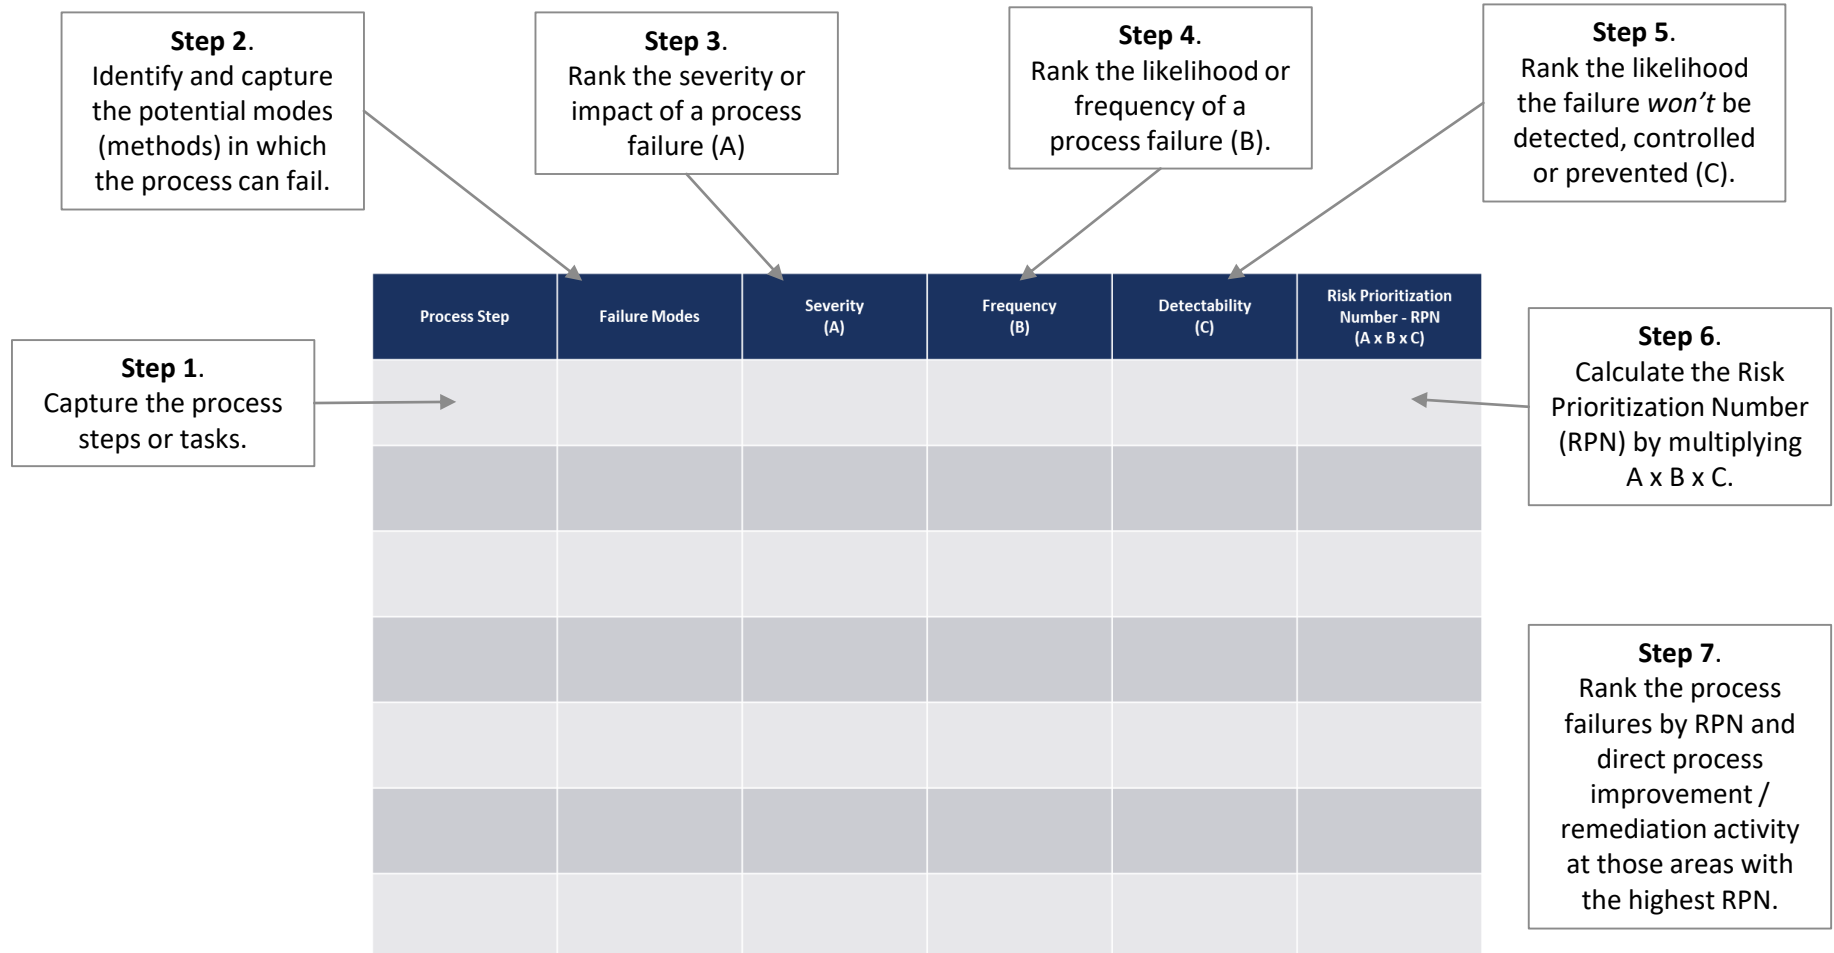 Step 2.
Identify and capture
the potential modes
(methods) in which
the process can fail.
Step 3.
Rank the severity or
impact of a process
failure (A)
Step 4.
Rank the likelihood or
frequency of a
process failure (B).
Step 5.
Rank the likelihood
the failure won’t be
detected, controlled
or prevented (C).
Process Step
Failure Modes
Severity
(A)
Frequency
(B)
Detectability
(C)
Risk Prioritization
Number - RPN
(A x B x C)
Step 1.
Capture the process
steps or tasks.
Step 6.
Calculate the Risk
Prioritization Number
(RPN) by multiplying
A x B x C.
Step 7.
Rank the process
failures by RPN and
direct process
improvement /
remediation activity
at those areas with
the highest RPN.